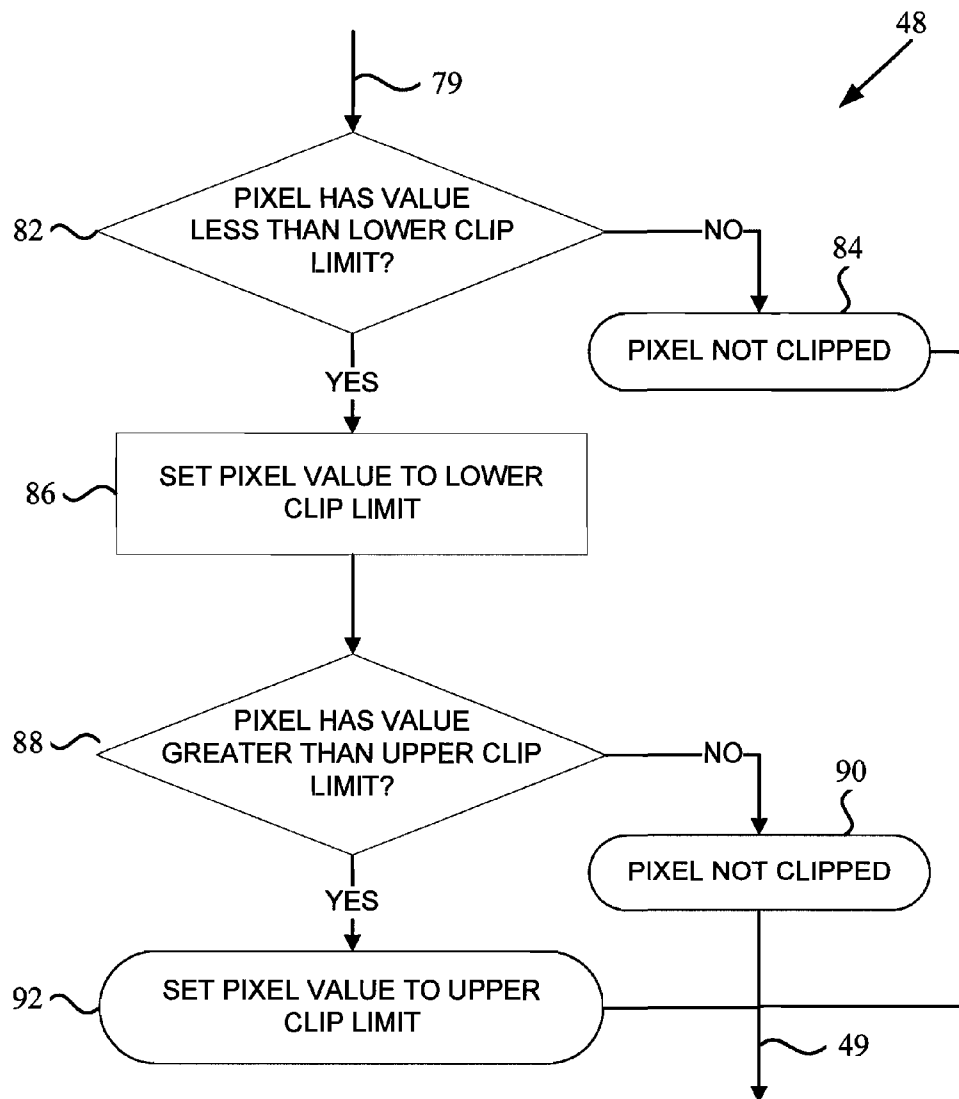 48
79
PIXEL HAS VALUE
LESS THAN LOWER CLIP
LIMIT?
82
NO
84
PIXEL NOT CLIPPED
YES
SET PIXEL VALUE TO LOWER
CLIP LIMIT
86
PIXEL HAS VALUE
GREATER THAN UPPER CLIP
LIMIT?
88
NO
90
PIXEL NOT CLIPPED
YES
SET PIXEL VALUE TO UPPER
CLIP LIMIT
92
49